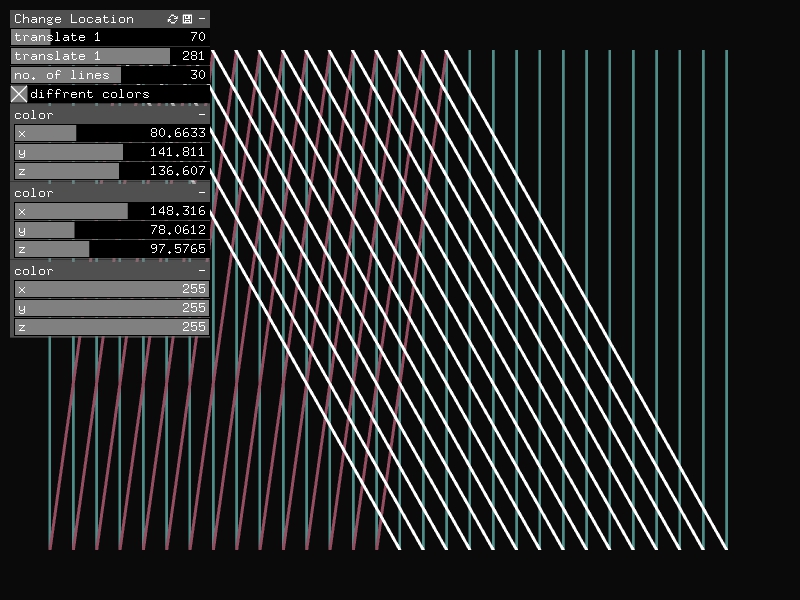 Change Location -
translate 1 70
translate 1 281
no. of lines 30
diffrent colors
color -
x 80.6633
y 141.811
z 136.607
color -
x 148.316
y 78.0612
z 97.5765
color -
x 255
y 255
z 255